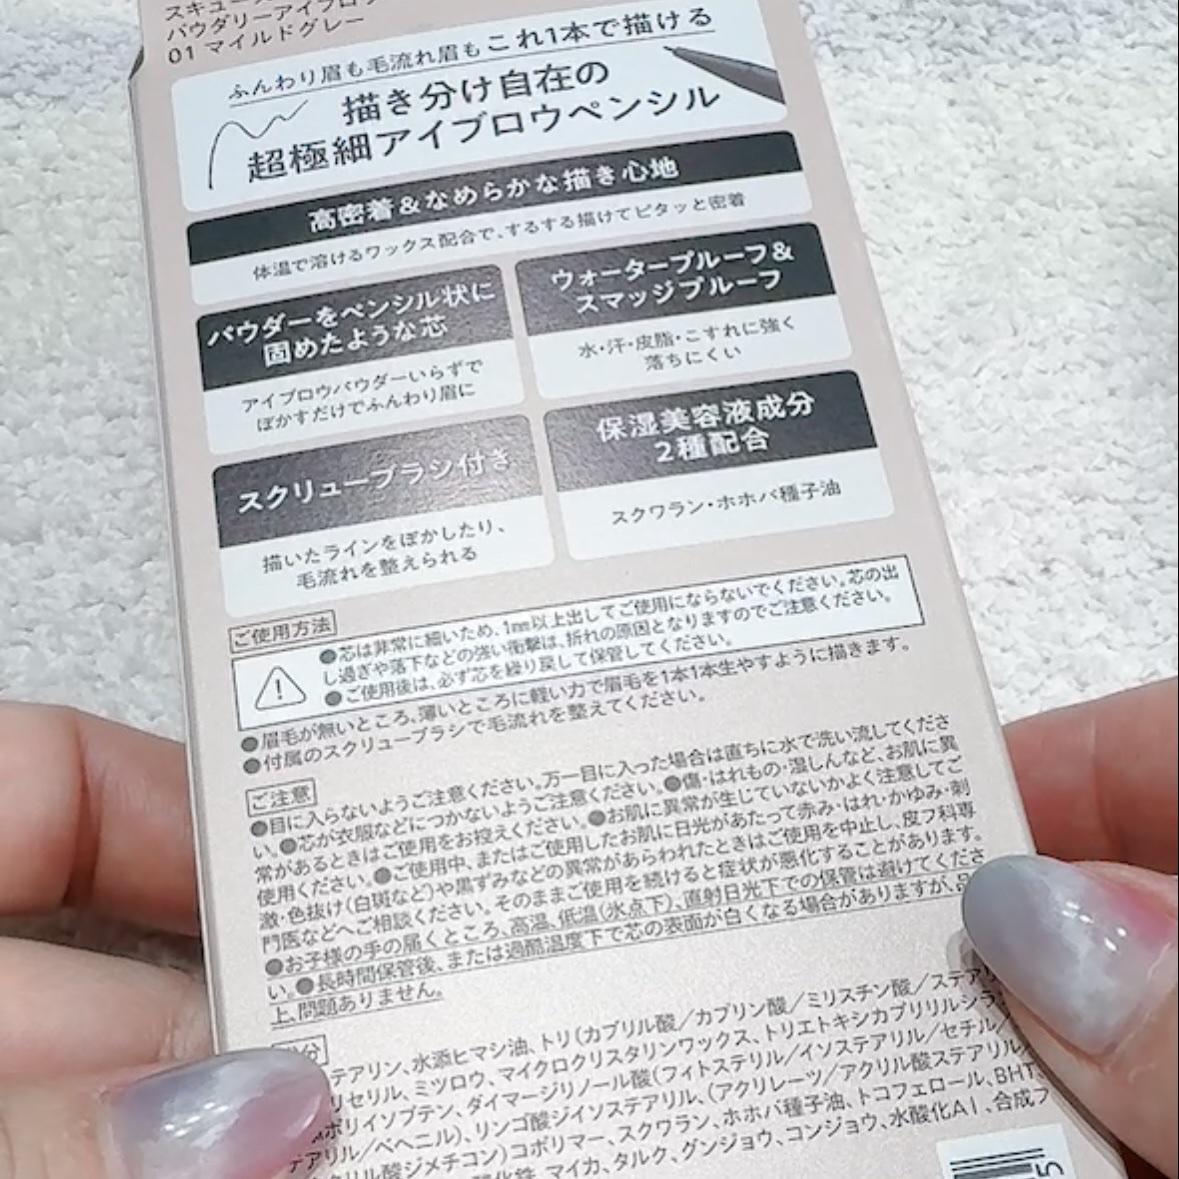 パウダリーアイブロウ
01 マイルドグレー
ふんわり眉も毛流れ眉もこれ1本で描ける
描き分け自在の
超極細アイブロウペンシル
高密着&なめらかな描き心地
体温で溶けるワックス配合で、するする描けてピタッと密着
パウダーをペンシル状に
固めたような芯
アイブロウパウダーいらずで
ぼかすだけでふんわり眉に
ウォータープルーフ&
スマッジプルーフ
水・汗・皮脂・こすれに強く
落ちにくい
スクリューブラシ付き
描いたラインをぼかしたり、
毛流れを整えられる
保湿美容液成分
2種配合
スクワラン・ホホバ種子油
ご使用方法
●芯は非常に細いため、1mm以上出してご使用にならないでください。芯の出
し過ぎや落下などの強い衝撃は、折れの原因となりますのでご注意ください。
●ご使用後は、必ず芯を繰り戻して保管してください。
●眉毛が無いところ、薄いところに軽い力で眉毛を1本1本生やすように描きます。
●付属のスクリューブラシで毛流れを整えてください。
ご注意
●目に入らないようご注意ください。万一目に入った場合は直ちに水で洗い流してくださ
い。●芯が衣服などにつかないようご注意ください。●傷・はれもの・湿しんなど、お肌に異
常があるときはご使用をお控えください。●お肌に異常が生じていないかよく注意してご
使用ください。●ご使用中、またはご使用したお肌に日光があたって赤み・はれ・かゆみ・刺
激・色抜け(白斑など)や黒ずみなどの異常があらわれたときはご使用を中止し、皮フ科専
門医などへご相談ください。そのままご使用を続けると症状が悪化することがあります。
●お子様の手の届くところ、高温、低温(氷点下)、直射日光下での保管は避けてくださ
い。●長時間保管後、または過酷温度下で芯の表面が白くなる場合がありますが、品
上、問題ありません。
分
テアリン、水添ヒマシ油、トリ(カプリル酸/カプリン酸/ミリスチン酸/ステアリ
リセリル、ミツロウ、マイクロクリスタリンワックス、トリエトキシカプリリルシラ
ポリイソブテン、ダイマージリノール酸(フィトステリル/イソステアリル/セチル/
テアリル/ベヘニル)、リンゴ酸ジイソステアリル、(アクリレーツ/アクリル酸ステアリル/
リル酸ジメチコン)コポリマー、スクワラン、ホホバ種子油、トコフェロール、BHT、
酸化鉄、マイカ、タルク、グンジョウ、コンジョウ、水酸化Al、合成フ
5